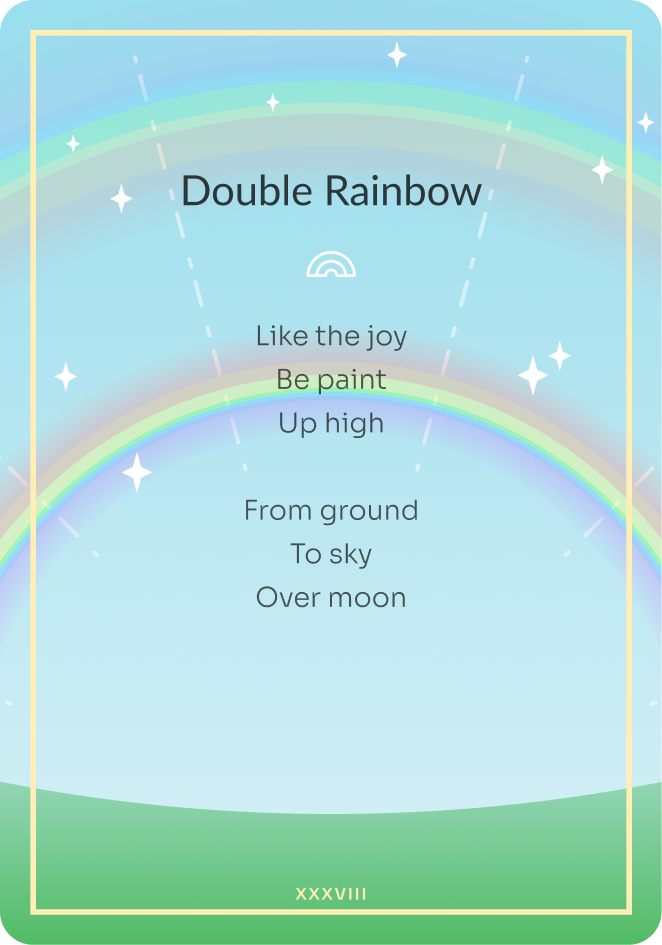 Double Rainbow
Like the joy
Be paint
Up high
From ground
To sky
Over moon
XXXVIII